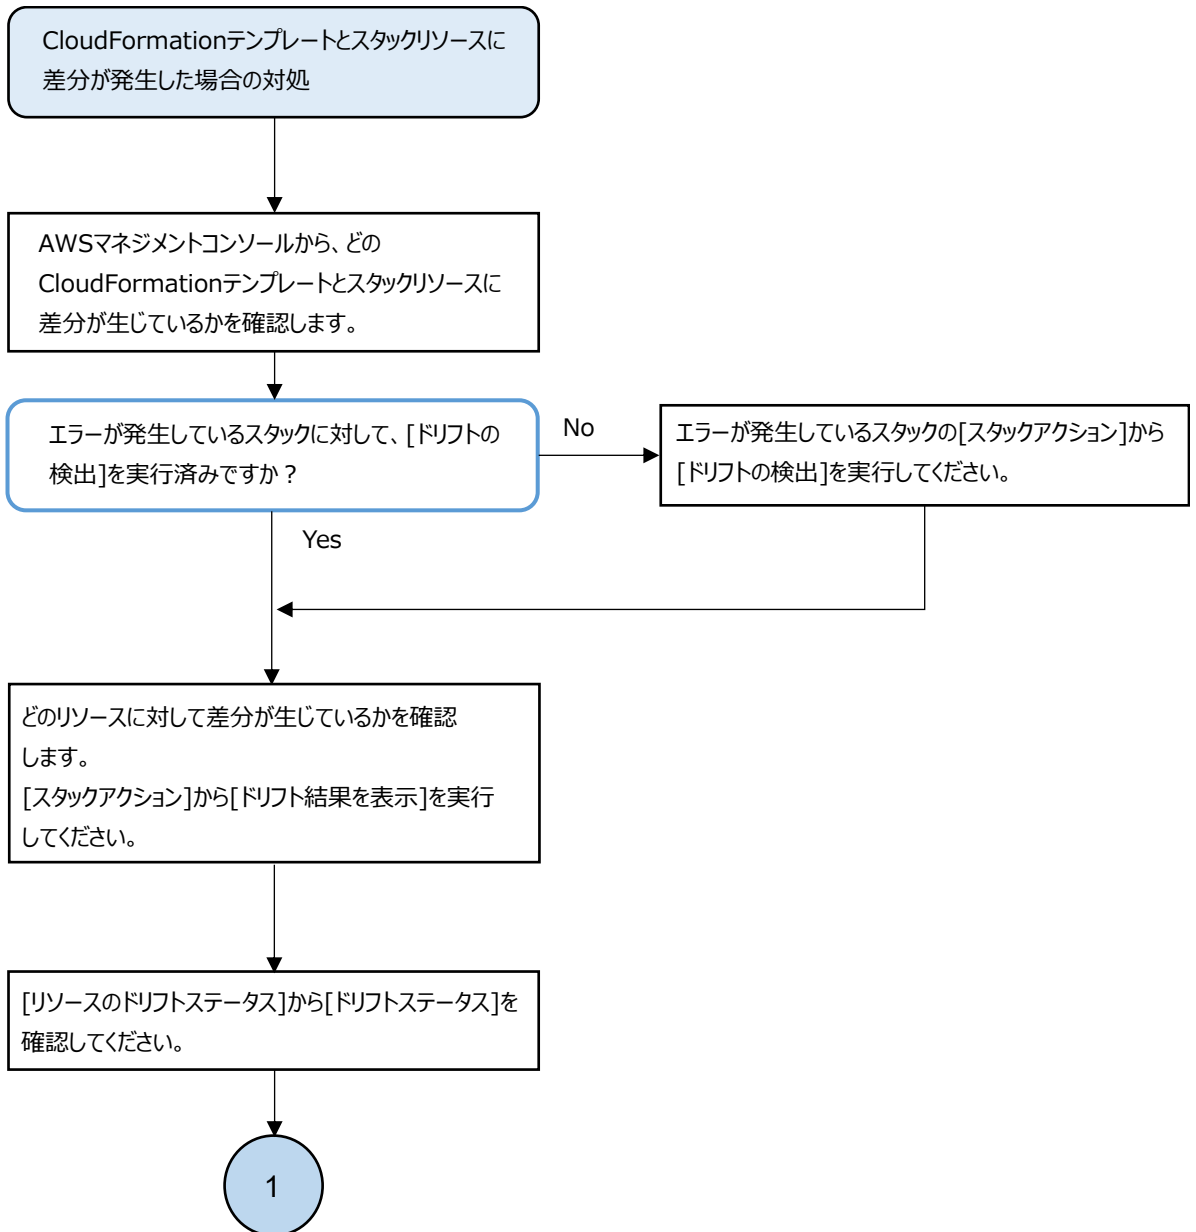 CloudFormationテンプレートとスタックリソースに
差分が発生した場合の対処
AWSマネジメントコンソールから、どの
CloudFormationテンプレートとスタックリソースに
差分が生じているかを確認します。
エラーが発生しているスタックに対して、[ドリフトの
検出]を実行済みですか？
No
エラーが発生しているスタックの[スタックアクション]から
[ドリフトの検出]を実行してください。
Yes
どのリソースに対して差分が生じているかを確認
します。
[スタックアクション]から[ドリフト結果を表示]を実行
してください。
[リソースのドリフトステータス]から[ドリフトステータス]を
確認してください。
1